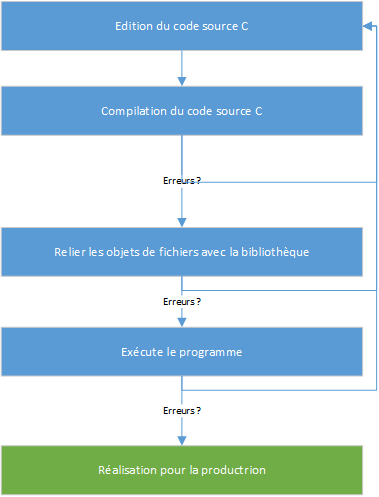 Edition du code source C
Compilation du code source C
Erreurs ?
Relier les objets de fichiers avec la bibliothèque
Erreurs ?
Exécute le programme
Erreurs ?
Réalisation pour la productrion